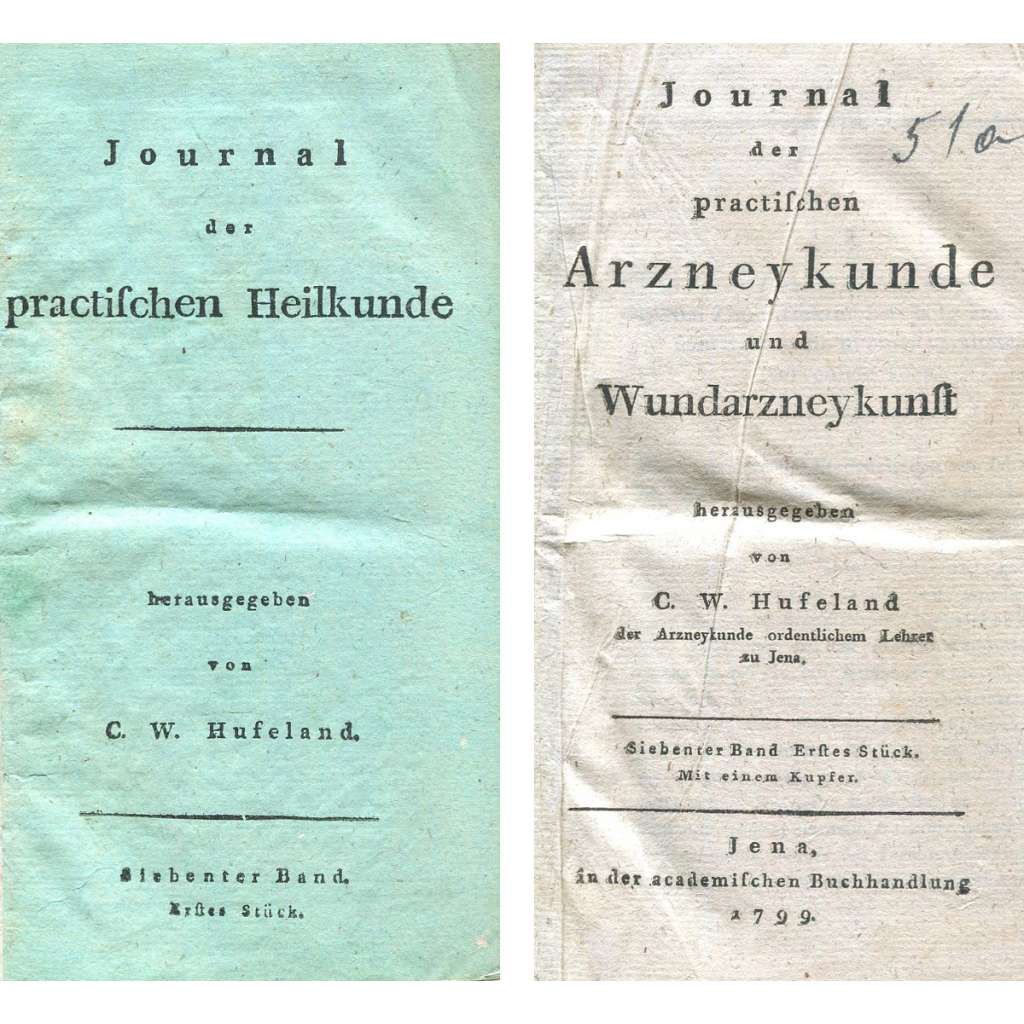 Journal
der
practiſchen Heilkunde
herausgegeben
von
C. W. Hufeland.
Siebenter Band.
Erſtes Stück.
Journal
51a
der
practiſchen
Arzneykunde
und
Wundarzneykunſt
herausgegeben
von
C. W. Hufeland
der Arzneykunde ordentlichem Lehrer
zu Jena.
Siebenter Band Erſtes Stück.
Mit einem Kupfer.
Jena,
in der academiſchen Buchhandlung
1799.